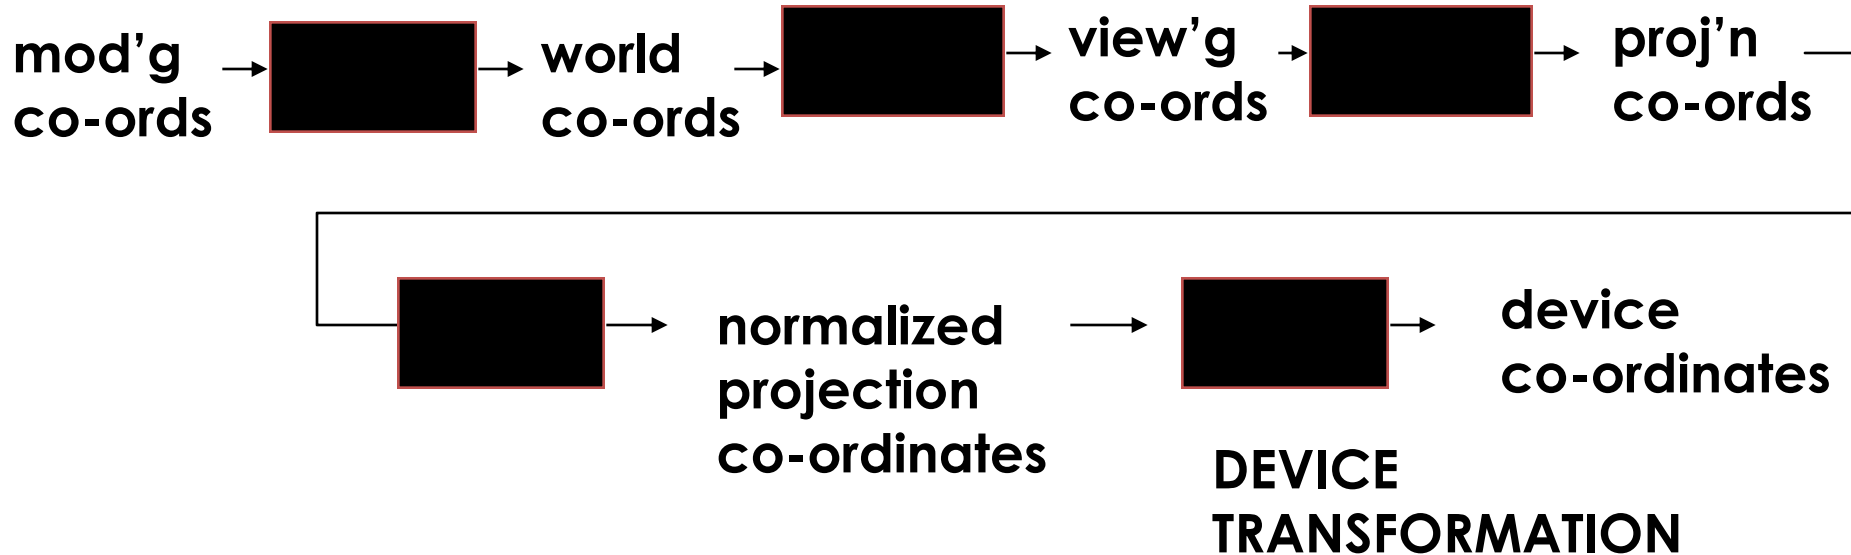 mod’g
co-ords
world
co-ords
view’g
co-ords
proj’n
co-ords
normalized
projection
co-ordinates
device
co-ordinates
DEVICE
TRANSFORMATION